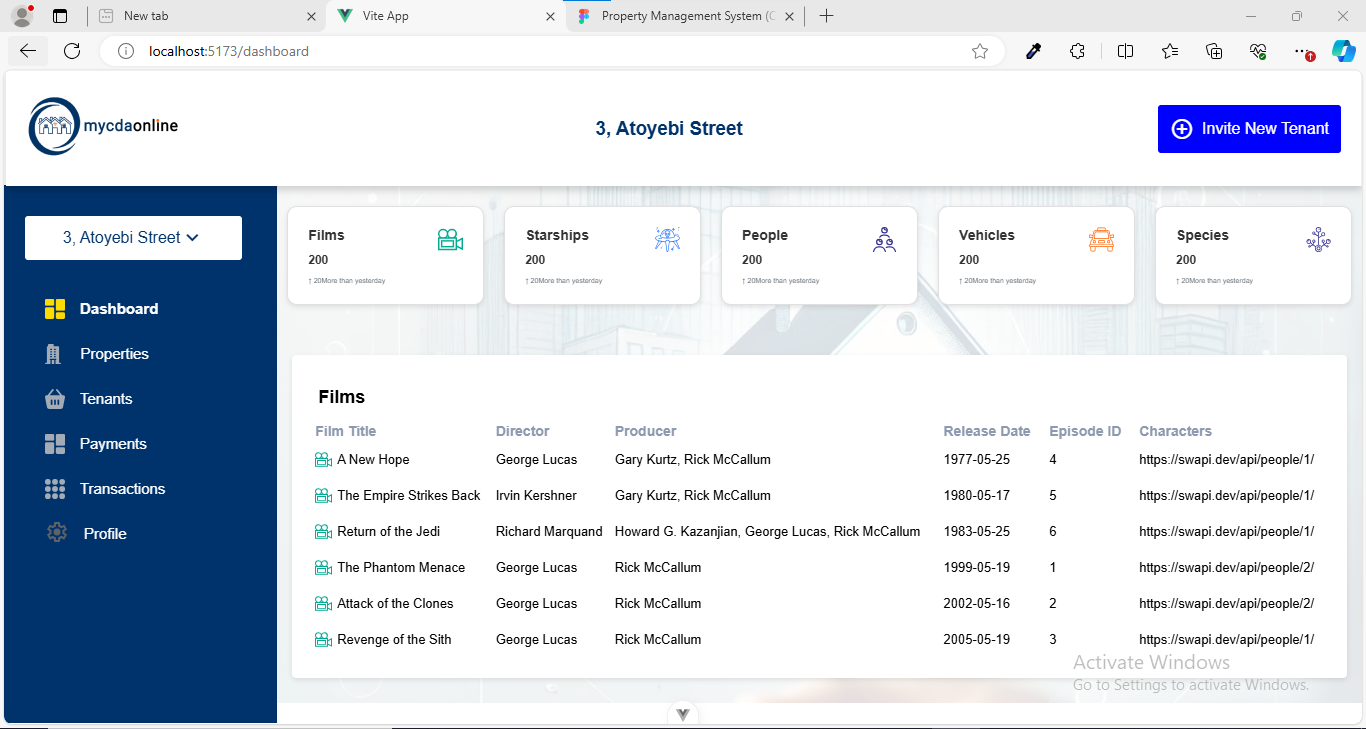 New tab
Vite App
Property Management System (C
localhost:5173/dashboard
mycdaonline
3, Atoyebi Street
Invite New Tenant
3, Atoyebi Street
Dashboard
Properties
Tenants
Payments
Transactions
Profile
Films
200
↑ 20More than yesterday
Starships
200
↑ 20More than yesterday
People
200
↑ 20More than yesterday
Vehicles
200
↑ 20More than yesterday
Species
200
↑ 20More than yesterday
Films
Film Title Director Producer Release Date Episode ID Characters
A New Hope George Lucas Gary Kurtz, Rick McCallum 1977-05-25 4 https://swapi.dev/api/people/1/
The Empire Strikes Back Irvin Kershner Gary Kurtz, Rick McCallum 1980-05-17 5 https://swapi.dev/api/people/1/
Return of the Jedi Richard Marquand Howard G. Kazanjian, George Lucas, Rick McCallum 1983-05-25 6 https://swapi.dev/api/people/1/
The Phantom Menace George Lucas Rick McCallum 1999-05-19 1 https://swapi.dev/api/people/2/
Attack of the Clones George Lucas Rick McCallum 2002-05-16 2 https://swapi.dev/api/people/2/
Revenge of the Sith George Lucas Rick McCallum 2005-05-19 3 https://swapi.dev/api/people/1/
Activate Windows
Go to Settings to activate Windows.